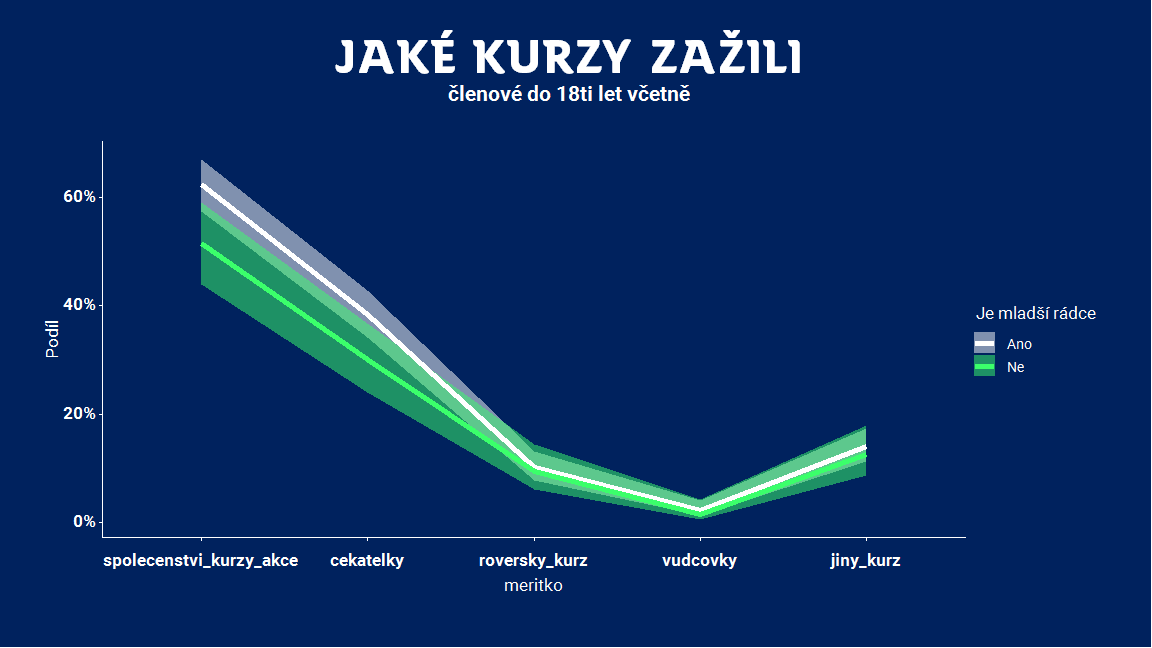 JAKÉ KURZY ZAŽILI
členové do 18ti let včetně
60%
40%
20%
0%
Podíl
spolecenstvi_kurzy_akce
cekatelky
roversky_kurz
vudcovky
jiny_kurz
meritko
Je mladší rádce
Ano
Ne